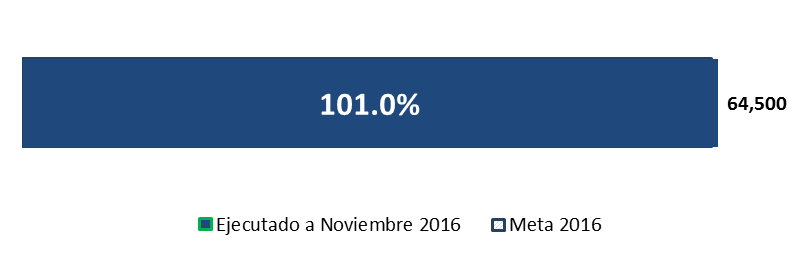 101.0%
64,500
Ejecutado a Noviembre 2016
Meta 2016